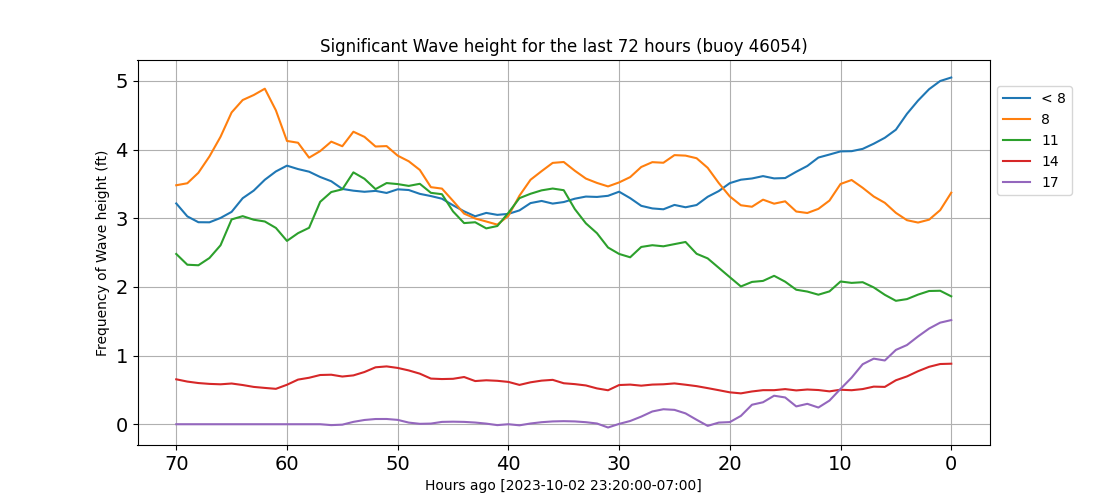 Significant Wave height for the last 72 hours (buoy 46054)
Frequency of Wave height (ft)
5
4
3
2
1
0
70 60 50 40 30 20 10 0
Hours ago [2023-10-02 23:20:00-07:00]
< 8
8
11
14
17